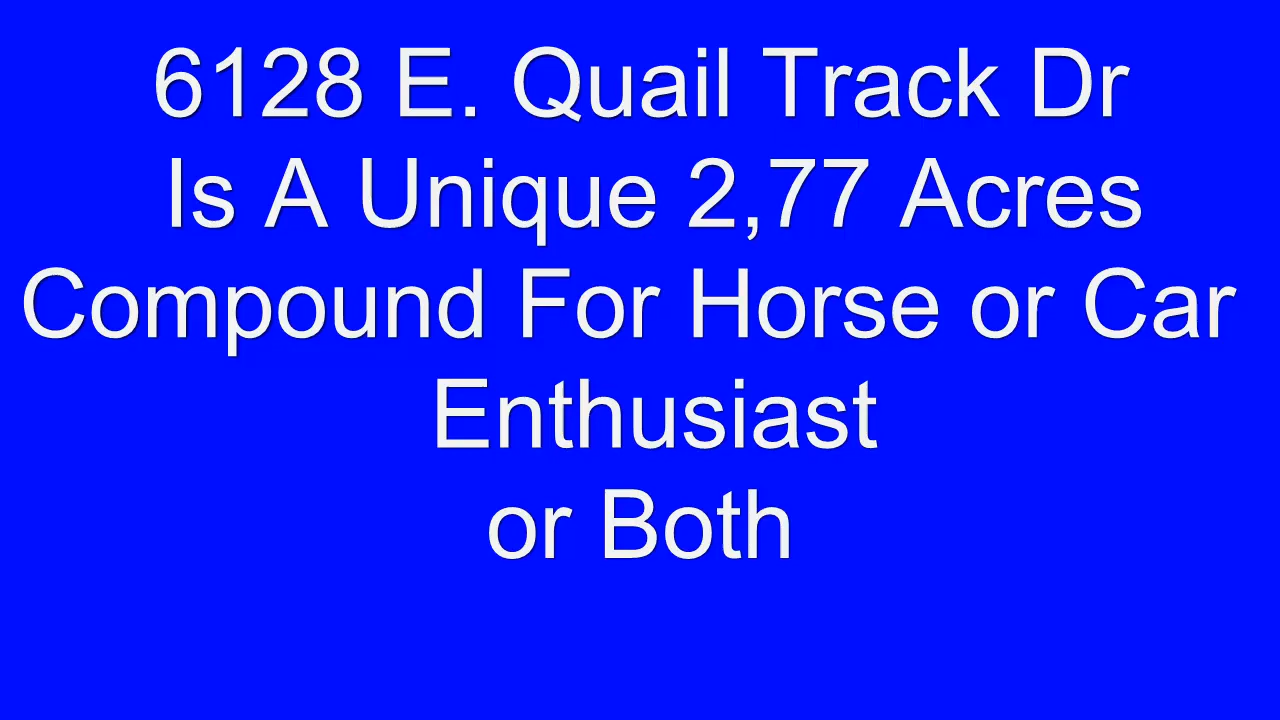 6128 E. Quail Track Dr
Is A Unique 2,77 Acres
Compound For Horse or Car
Enthusiast
or Both